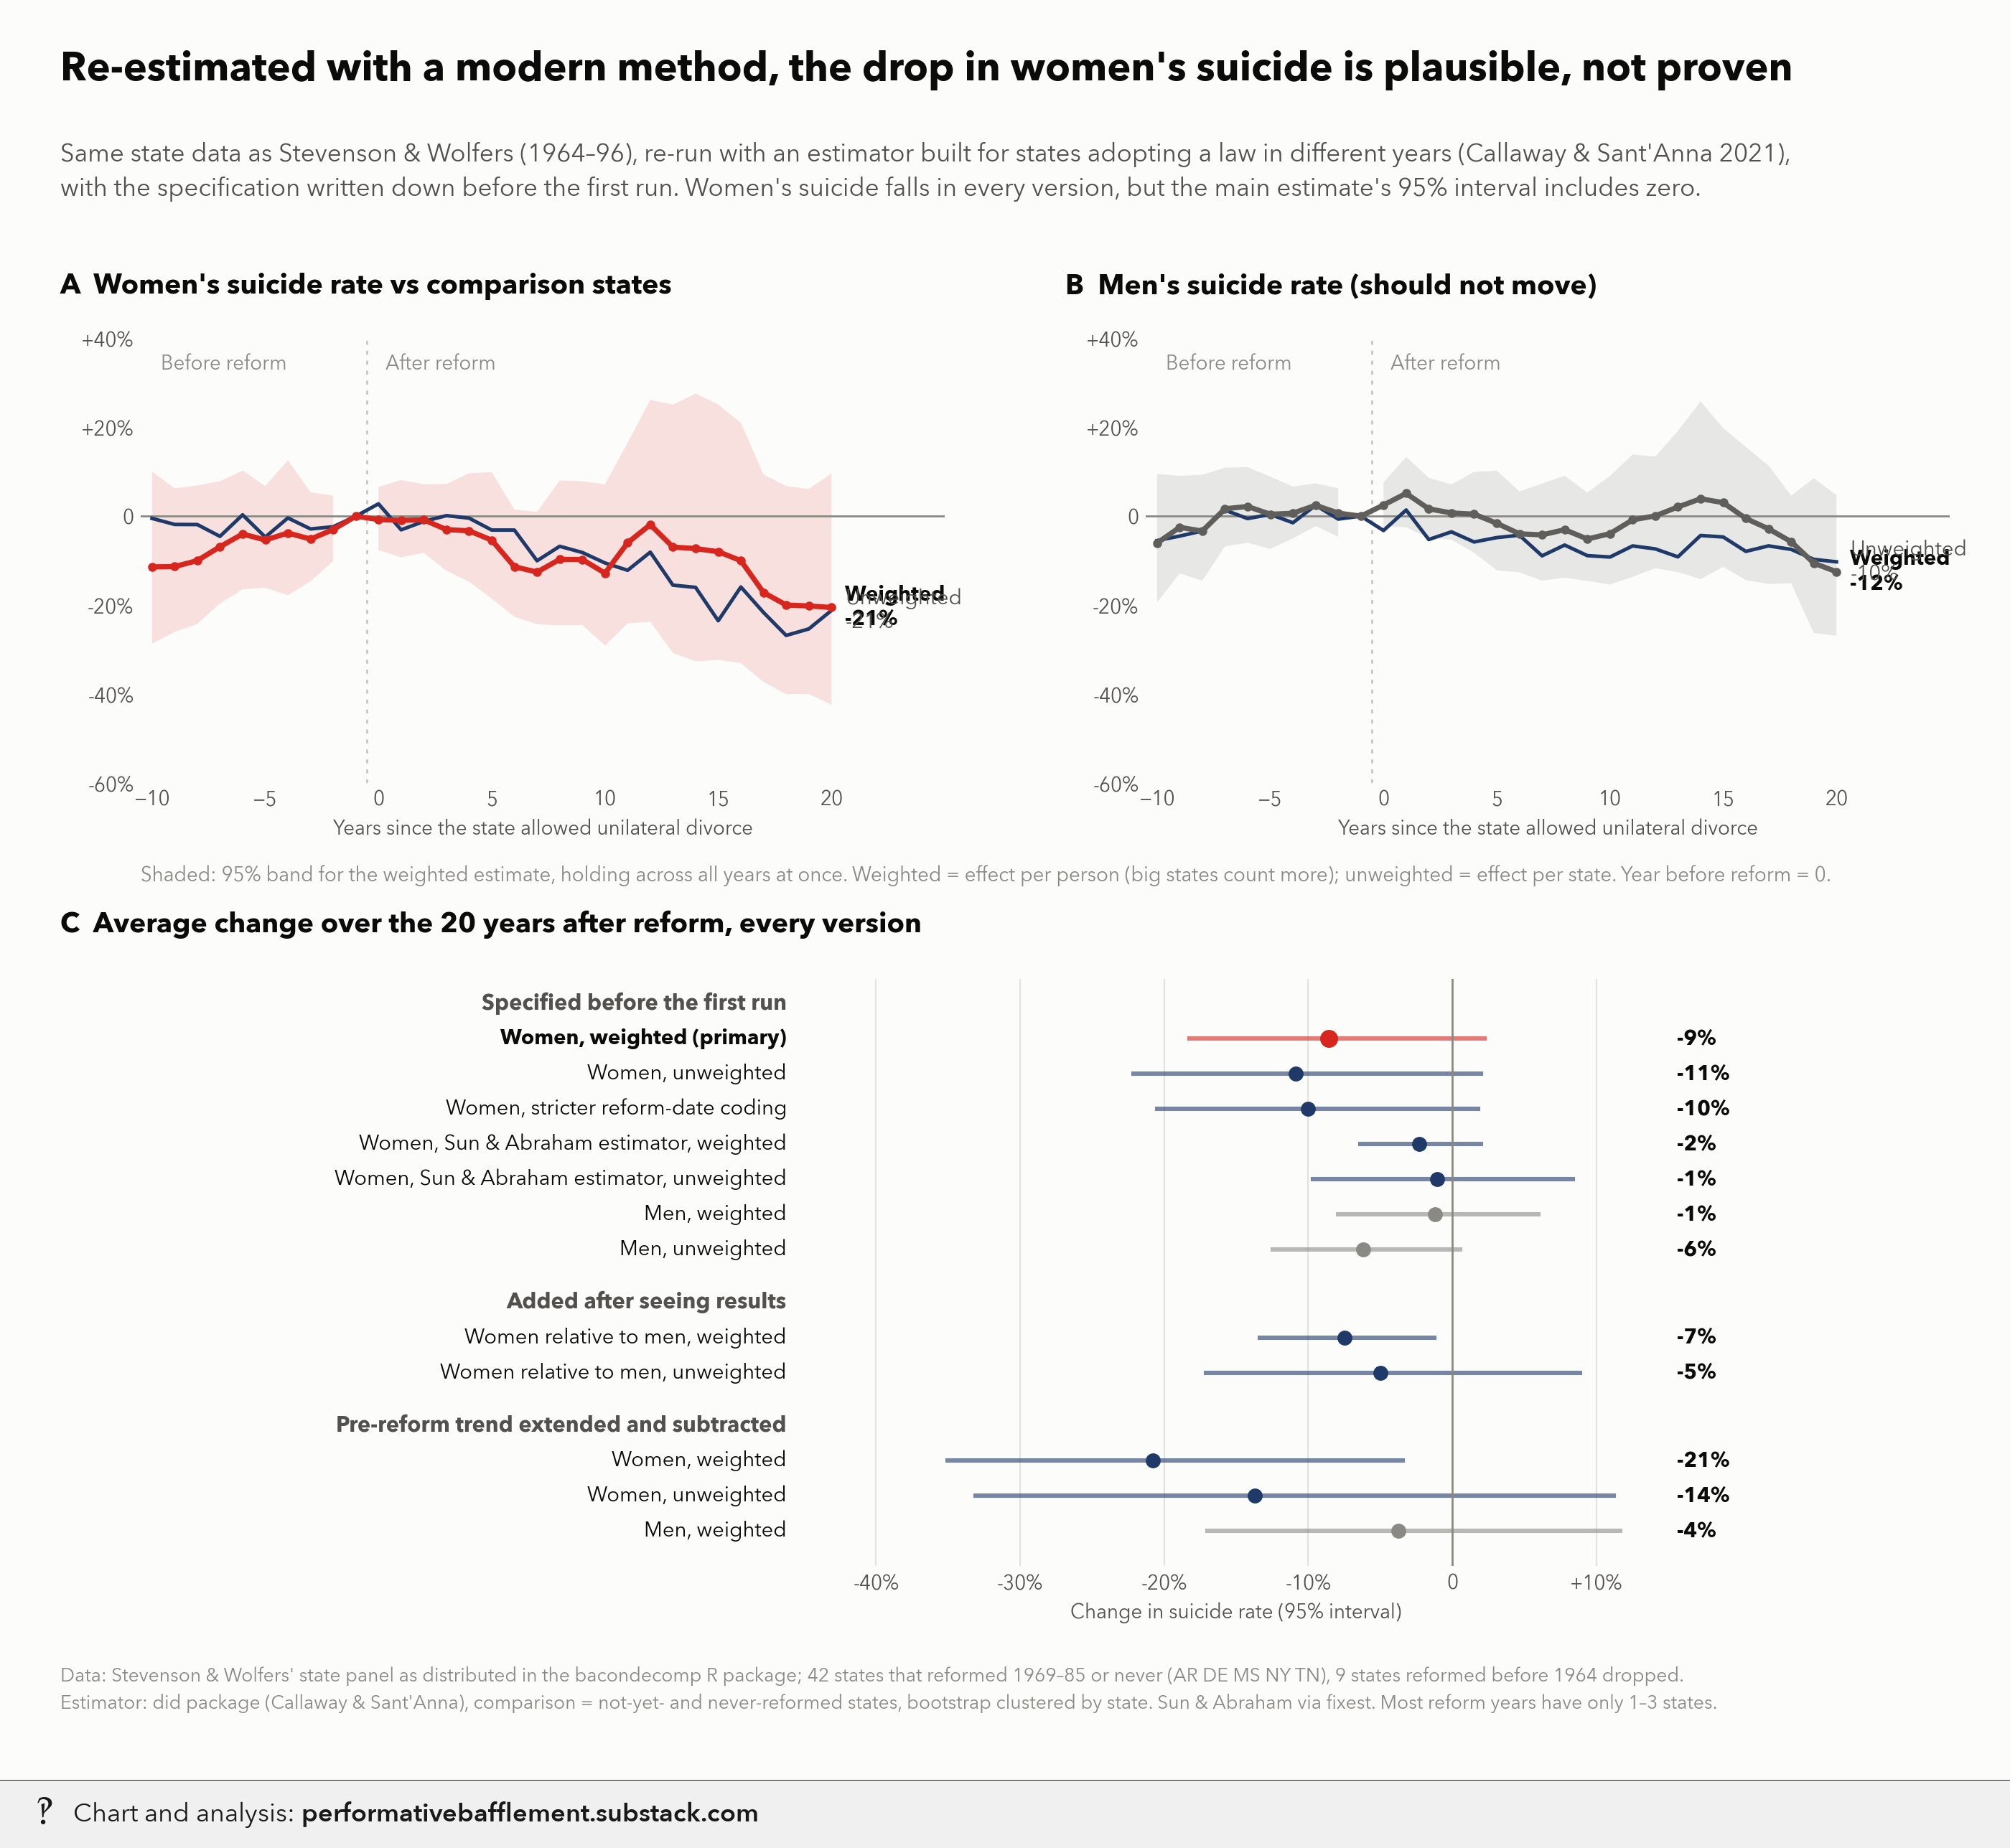 Re-estimated with a modern method, the drop in women's suicide is plausible, not proven
Same state data as Stevenson & Wolfers (1964–96), re-run with an estimator built for states adopting a law in different years (Callaway & Sant'Anna 2021),
with the specification written down before the first run. Women's suicide falls in every version, but the main estimate's 95% interval includes zero.
A Women's suicide rate vs comparison states
+40%
Before reform
After reform
+20%
0
-20%
-40%
-60%
Weighted
-21%
Unweighted
-21%
−10 −5 0 5 10 15 20
Years since the state allowed unilateral divorce
B Men's suicide rate (should not move)
+40%
Before reform
After reform
+20%
0
-20%
-40%
-60%
Unweighted
-10%
Weighted
-12%
−10 −5 0 5 10 15 20
Years since the state allowed unilateral divorce
Shaded: 95% band for the weighted estimate, holding across all years at once. Weighted = effect per person (big states count more); unweighted = effect per state. Year before reform = 0.
C Average change over the 20 years after reform, every version
Specified before the first run
Women, weighted (primary) -9%
Women, unweighted -11%
Women, stricter reform-date coding -10%
Women, Sun & Abraham estimator, weighted -2%
Women, Sun & Abraham estimator, unweighted -1%
Men, weighted -1%
Men, unweighted -6%
Added after seeing results
Women relative to men, weighted -7%
Women relative to men, unweighted -5%
Pre-reform trend extended and subtracted
Women, weighted -21%
Women, unweighted -14%
Men, weighted -4%
-40% -30% -20% -10% 0 +10%
Change in suicide rate (95% interval)
Data: Stevenson & Wolfers' state panel as distributed in the bacondecomp R package; 42 states that reformed 1969–85 or never (AR DE MS NY TN), 9 states reformed before 1964 dropped.
Estimator: did package (Callaway & Sant'Anna), comparison = not-yet- and never-reformed states, bootstrap clustered by state. Sun & Abraham via fixest. Most reform years have only 1–3 states.
‽ Chart and analysis: performativebafflement.substack.com